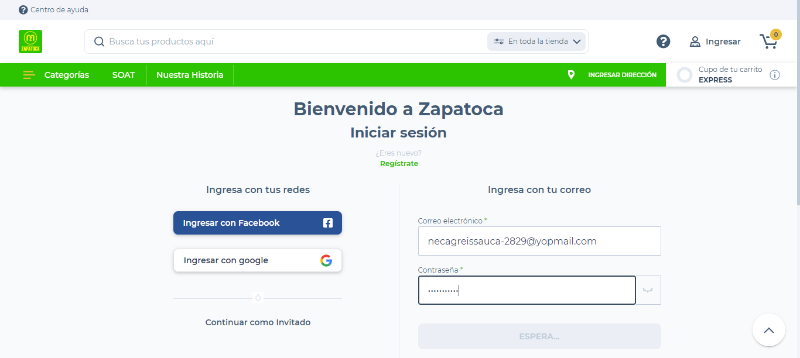 Centro de ayuda
ZAPATOCA
Busca tus productos aquí
En toda la tienda
Ingresar
0
Categorías
SOAT
Nuestra Historia
INGRESAR DIRECCIÓN
Cupo de tu carrito
EXPRESS
Bienvenido a Zapatoca
Iniciar sesión
¿Eres nuevo?
Regístrate
Ingresa con tus redes
Ingresa con tu correo
Ingresar con Facebook
Correo electrónico *
necagreissauca-2829@yopmail.com
Ingresar con google
Contraseña *
•••••••••••
O
Continuar como Invitado
ESPERA...